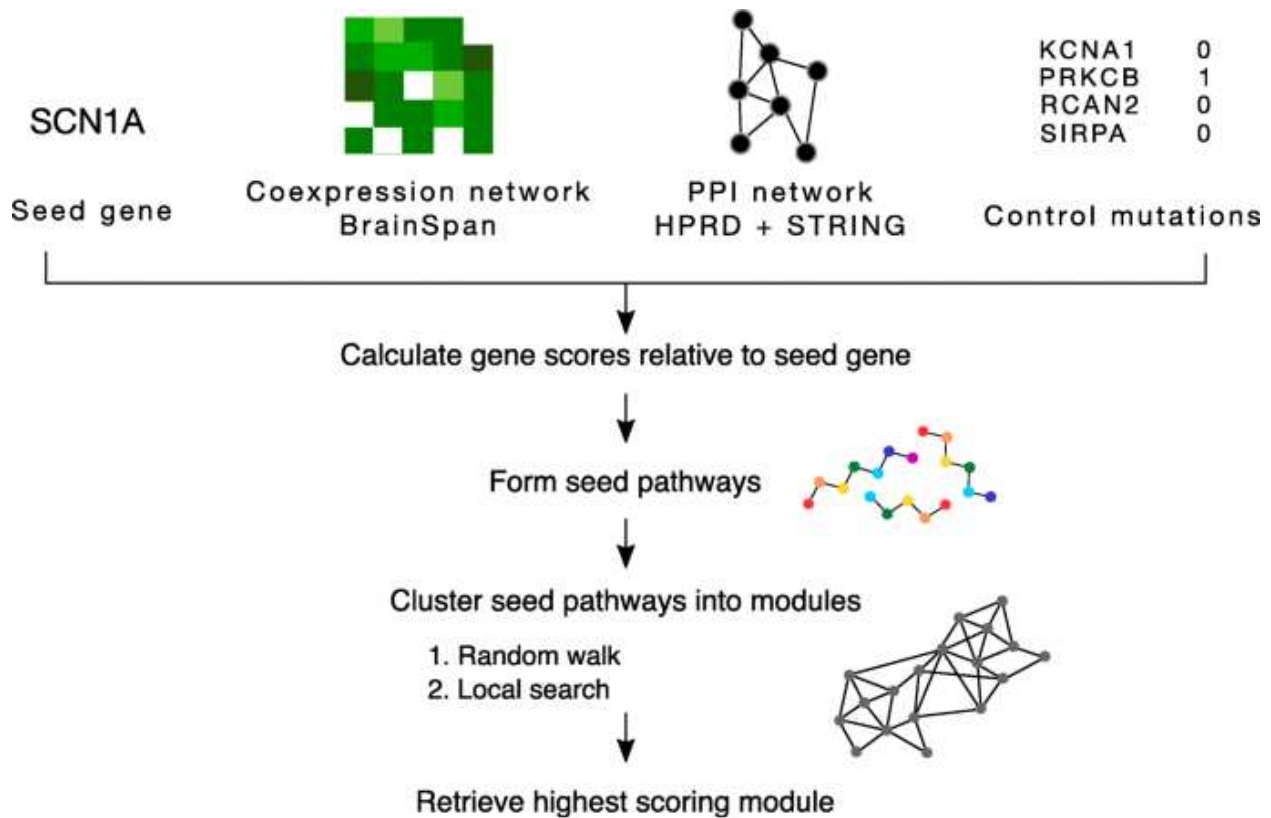 SCN1A
Seed gene
Coexpression network
BrainSpan
PPI network
HPRD + STRING
KCNA1 0
PRKCB 1
RCAN2 0
SIRPA 0
Control mutations
Calculate gene scores relative to seed gene
Form seed pathways
Cluster seed pathways into modules
1. Random walk
2. Local search
Retrieve highest scoring module